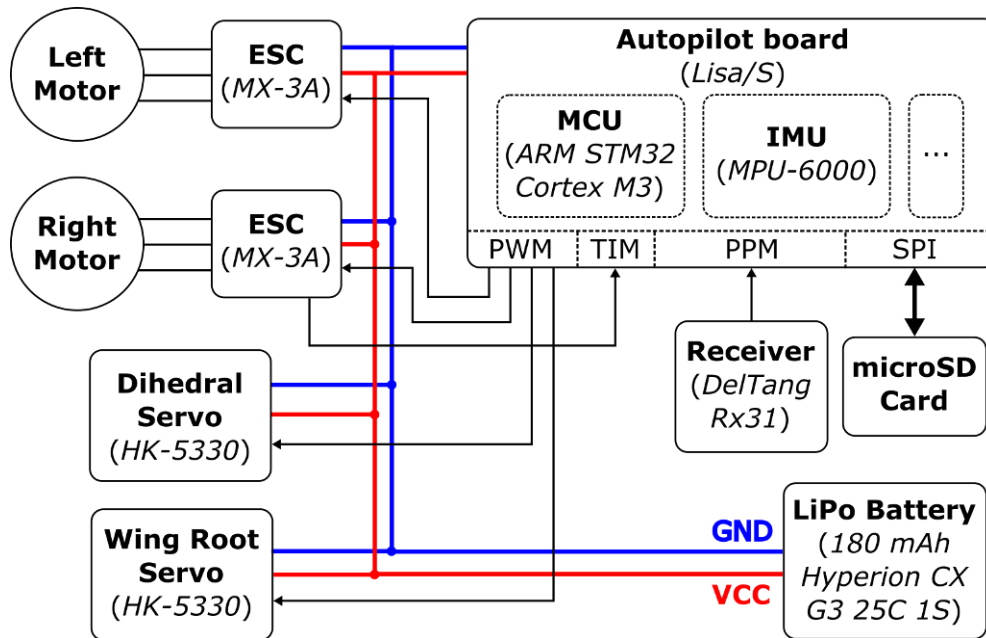 Left
Motor
ESC
(MX-3A)
Autopilot board
(Lisa/S)
MCU
(ARM STM32
Cortex M3)
IMU
(MPU-6000)
...
Right
Motor
ESC
(MX-3A)
PWM
TIM
PPM
SPI
Dihedral
Servo
(HK-5330)
Receiver
(DelTang
Rx31)
microSD
Card
Wing Root
Servo
(HK-5330)
GND
VCC
LiPo Battery
(180 mAh
Hyperion CX
G3 25C 1S)